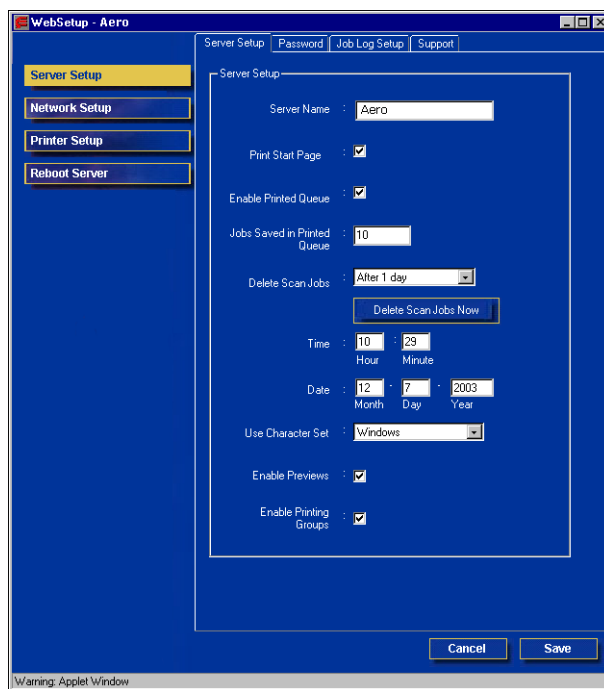 WebSetup - Aero
Server Setup Password Job Log Setup Support
Server Setup
Network Setup
Printer Setup
Reboot Server
Server Setup
Server Name : Aero
Print Start Page :
Enable Printed Queue :
Jobs Saved in Printed : 10
Queue
Delete Scan Jobs : After 1 day
Delete Scan Jobs Now
Time : 10 : 29
Hour Minute
Date : 12 - 7 - 2003
Month Day Year
Use Character Set : Windows
Enable Previews :
Enable Printing :
Groups
Cancel Save
Warning: Applet Window